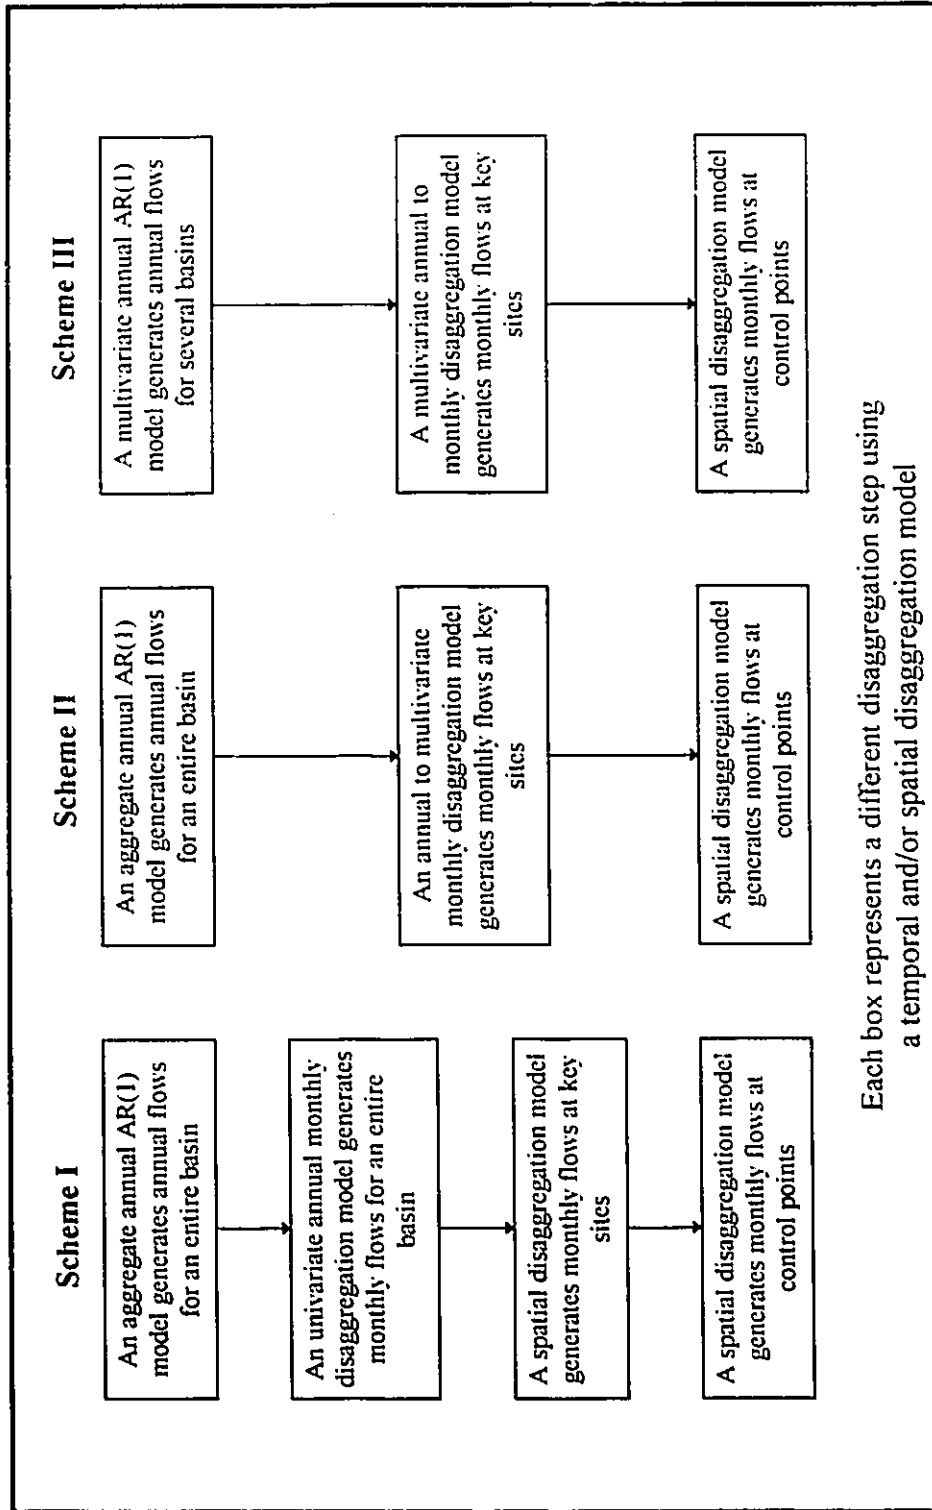 Scheme I
An aggregate annual AR(1)
model generates annual flows
for an entire basin
An univariate annual monthly
disaggregation model generates
monthly flows for an entire
basin
A spatial disaggregation model
generates monthly flows at key
sites
A spatial disaggregation model
generates monthly flows at
control points
Scheme II
An aggregate annual AR(1)
model generates annual flows
for an entire basin
An annual to multivariate
monthly disaggregation model
generates monthly flows at key
sites
A spatial disaggregation model
generates monthly flows at
control points
Scheme III
A multivariate annual AR(1)
model generates annual flows
for several basins
A multivariate annual to
monthly disaggregation model
generates monthly flows at key
sites
A spatial disaggregation model
generates monthly flows at
control points
Each box represents a different disaggregation step using
a temporal and/or spatial disaggregation model